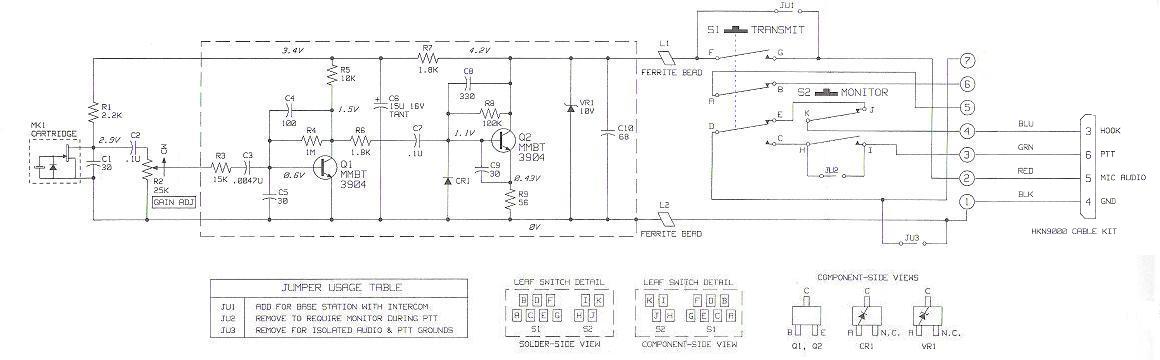 JU1
S1 TRANSMIT
3.4V
R7
4.2V
L1
F
G
1.8K
FERRITE BEAD
7
R5
10K
C8
330
A
B
6
S2 MONITOR
R1
2.2K
C4
100
1.5V
C6
15U 16V
TANT
R8
100K
VR1
10V
5
E
K
J
MK1
CARTRIDGE
2.9V
C2
.1U
CW
R4
1M
R6
1.8K
C7
.1U
1.1V
Q2
MMBT
3904
C10
68
D
4
BLU
3
HOOK
C
H
I
3
GRN
6
PTT
C1
30
R2
25K
GAIN ADJ
R3
15K
C3
.0047U
0.6V
Q1
MMBT
3904
CR1
C9
30
0.43V
JU2
2
RED
5
MIC AUDIO
C5
30
R9
56
L2
1
BLK
4
GND
0V
FERRITE BEAD
JU3
HKN9000 CABLE KIT
JUMPER USAGE TABLE
JU1 ADD FOR BASE STATION WITH INTERCOM
JU2 REMOVE TO REQUIRE MONITOR DURING PTT
JU3 REMOVE FOR ISOLATED AUDIO & PTT GROUNDS
LEAF SWITCH DETAIL
B D F I K
A C E G H J
S1 S2
SOLDER-SIDE VIEW
LEAF SWITCH DETAIL
K I F D B
J H G E C A
S2 S1
COMPONENT-SIDE VIEW
COMPONENT-SIDE VIEWS
C C C
B E A N.C. A N.C.
Q1, Q2 CR1 VR1